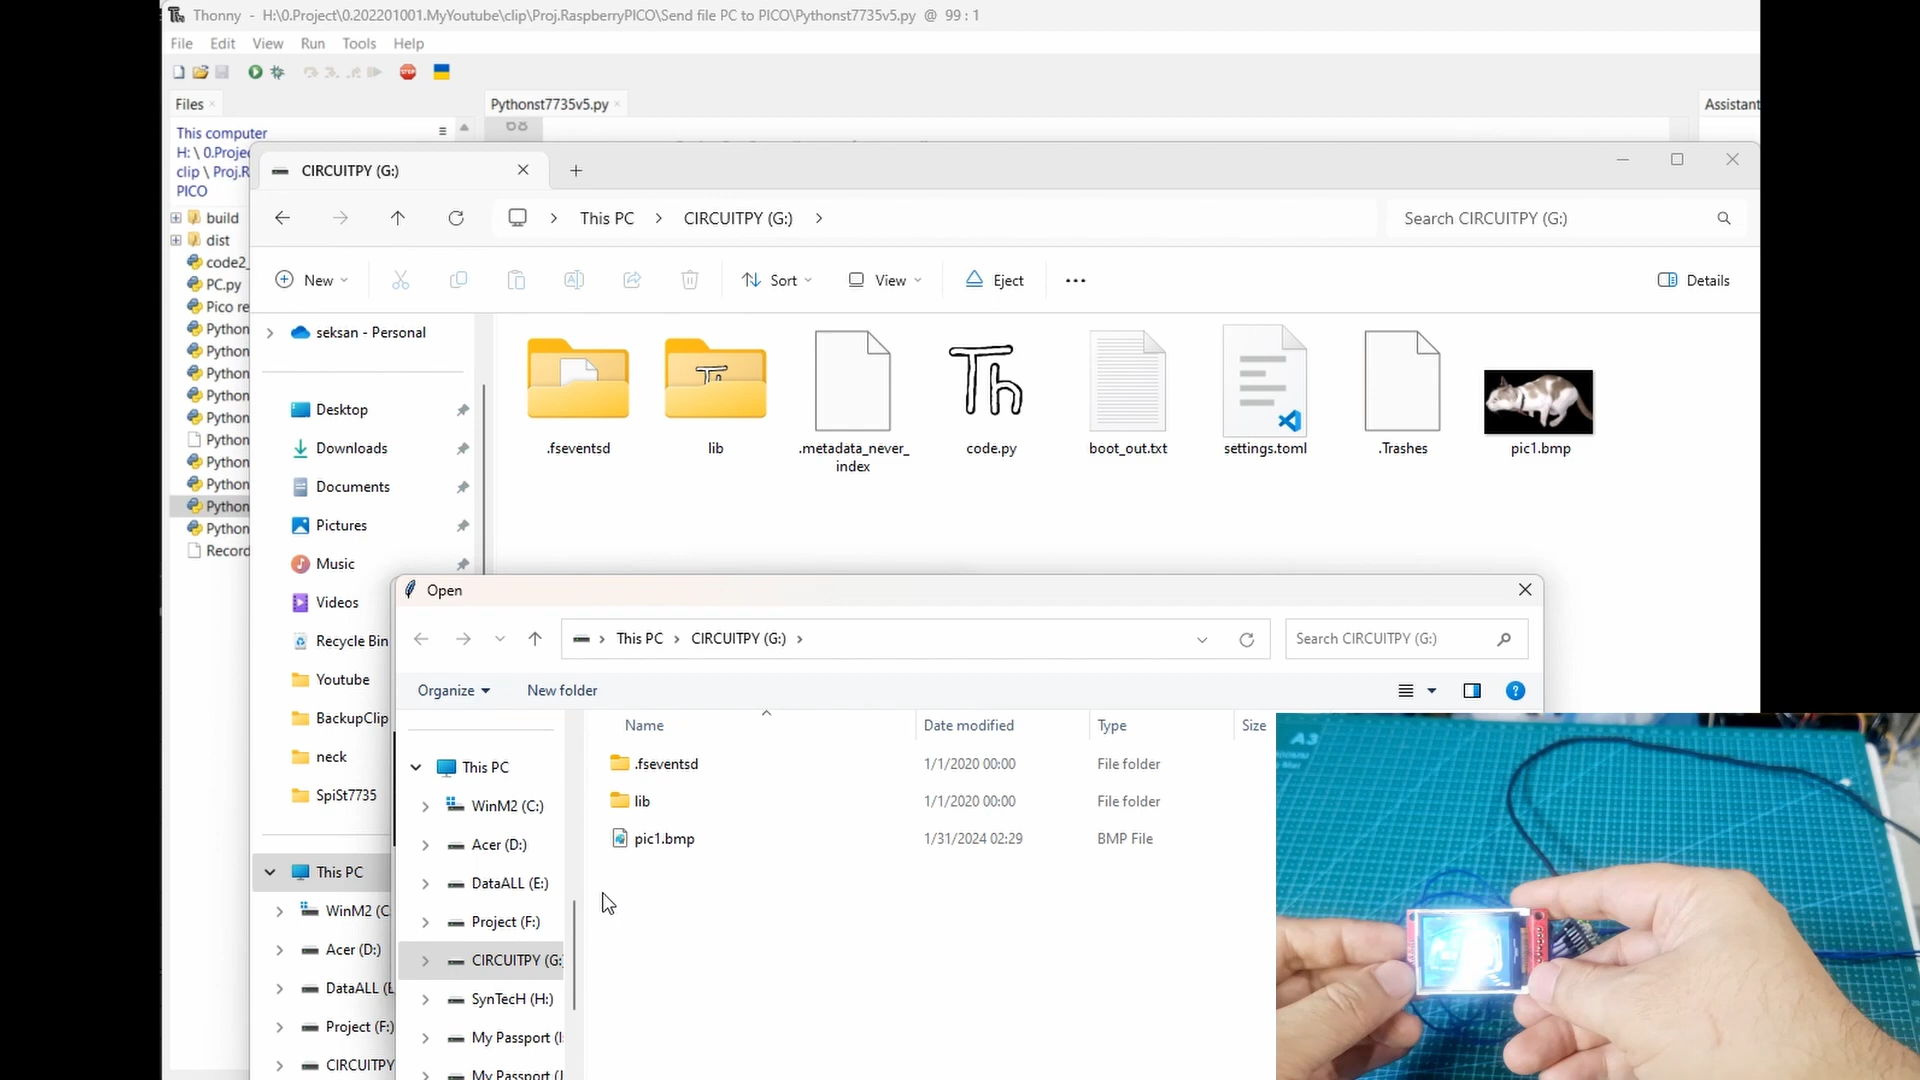 Thonny - H:\0.Project\0.202201001.MyYoutube\clip\Proj.RaspberryPICO\Send file PC to PICO\Pythonst7735v5.py @ 99 : 1
File Edit View Run Tools Help
STOP
Files
Pythonst7735v5.py
Assistant
This computer
H: \ 0.Proje
clip \ Proj.R
PICO
build
dist
code2_
PC.py
Pico re
Python
Python
Python
Python
Python
Python
Python
Python
Python
Python
Record
CIRCUITPY (G:)
This PC > CIRCUITPY (G:) >
Search CIRCUITPY (G:)
New
Sort
View
Eject
Details
seksan - Personal
Desktop
Downloads
Documents
Pictures
Music
Videos
Recycle Bin
Youtube
BackupClip
neck
SpiSt7735
This PC
WinM2 (C
Acer (D:)
DataALL (E
Project (F:)
CIRCUITPY
.fseventsd
lib
.metadata_never_
index
Th
code.py
boot_out.txt
settings.toml
.Trashes
pic1.bmp
Open
This PC > CIRCUITPY (G:) >
Search CIRCUITPY (G:)
Organize
New folder
This PC
WinM2 (C:)
Acer (D:)
DataALL (E:)
Project (F:)
CIRCUITPY (G:
SynTecH (H:)
My Passport (
My Passport (
Name Date modified Type Size
.fseventsd 1/1/2020 00:00 File folder
lib 1/1/2020 00:00 File folder
pic1.bmp 1/31/2024 02:29 BMP File
A3